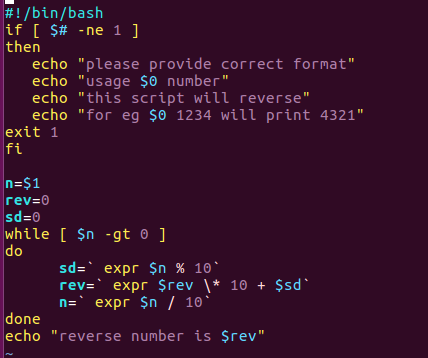 #!/bin/bash
if [ $# -ne 1 ]
then
   echo "please provide correct format"
   echo "usage $0 number"
   echo "this script will reverse"
   echo "for eg $0 1234 will print 4321"
exit 1
fi

n=$1
rev=0
sd=0
while [ $n -gt 0 ]
do
      sd=` expr $n % 10`
      rev=` expr $rev \* 10 + $sd`
      n=` expr $n / 10`
done
echo "reverse number is $rev"
~